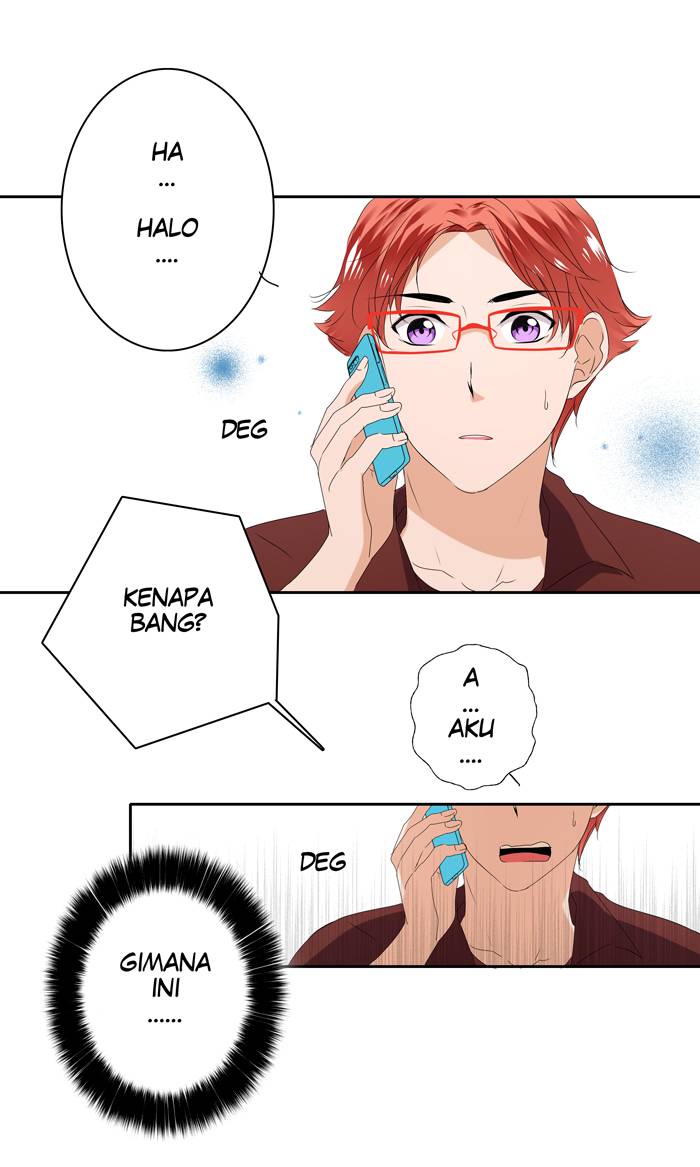 HA
...
HALO
....
DEG
KENAPA
BANG?
A
...
AKU
....
DEG
GIMANA
INI
......